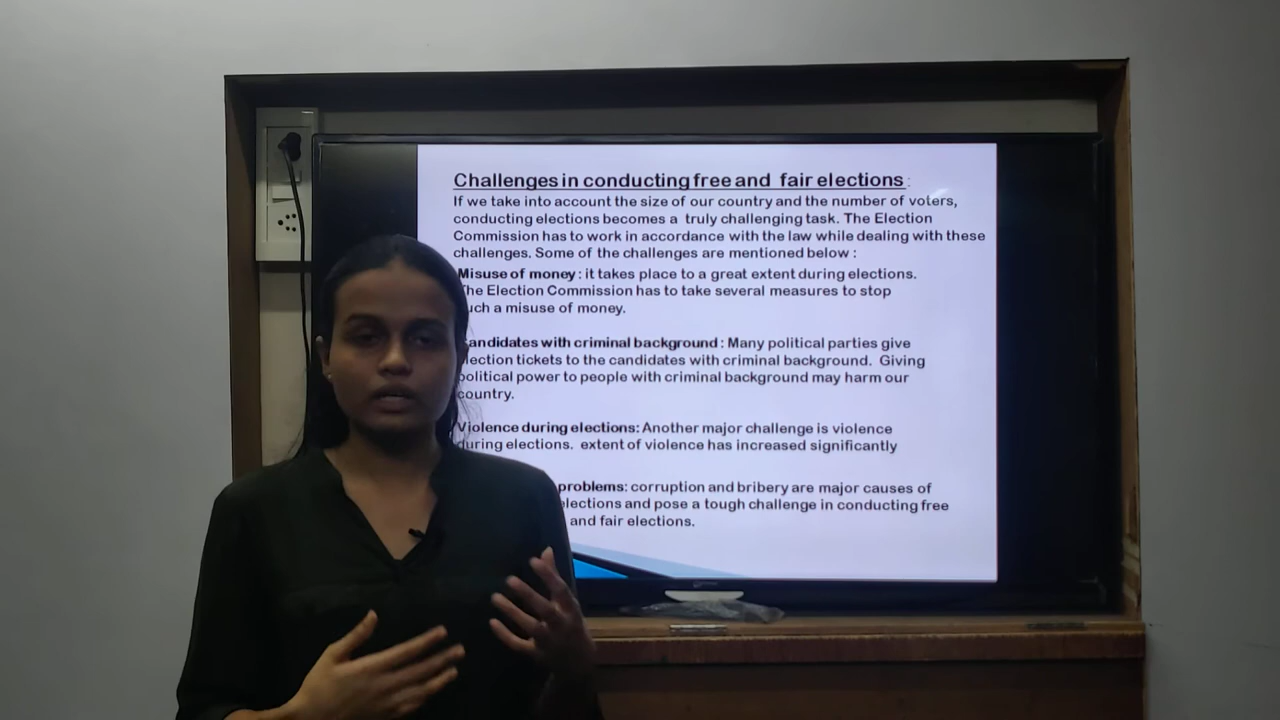 Challenges in conducting free and fair elections :
If we take into account the size of our country and the number of voters,
conducting elections becomes a truly challenging task. The Election
Commission has to work in accordance with the law while dealing with these
challenges. Some of the challenges are mentioned below :
Misuse of money : it takes place to a great extent during elections.
The Election Commission has to take several measures to stop
uch a misuse of money.
andidates with criminal background : Many political parties give
lection tickets to the candidates with criminal background. Giving
political power to people with criminal background may harm our
country.
Violence during elections: Another major challenge is violence
during elections. extent of violence has increased significantly
problems: corruption and bribery are major causes of
elections and pose a tough challenge in conducting free
and fair elections.